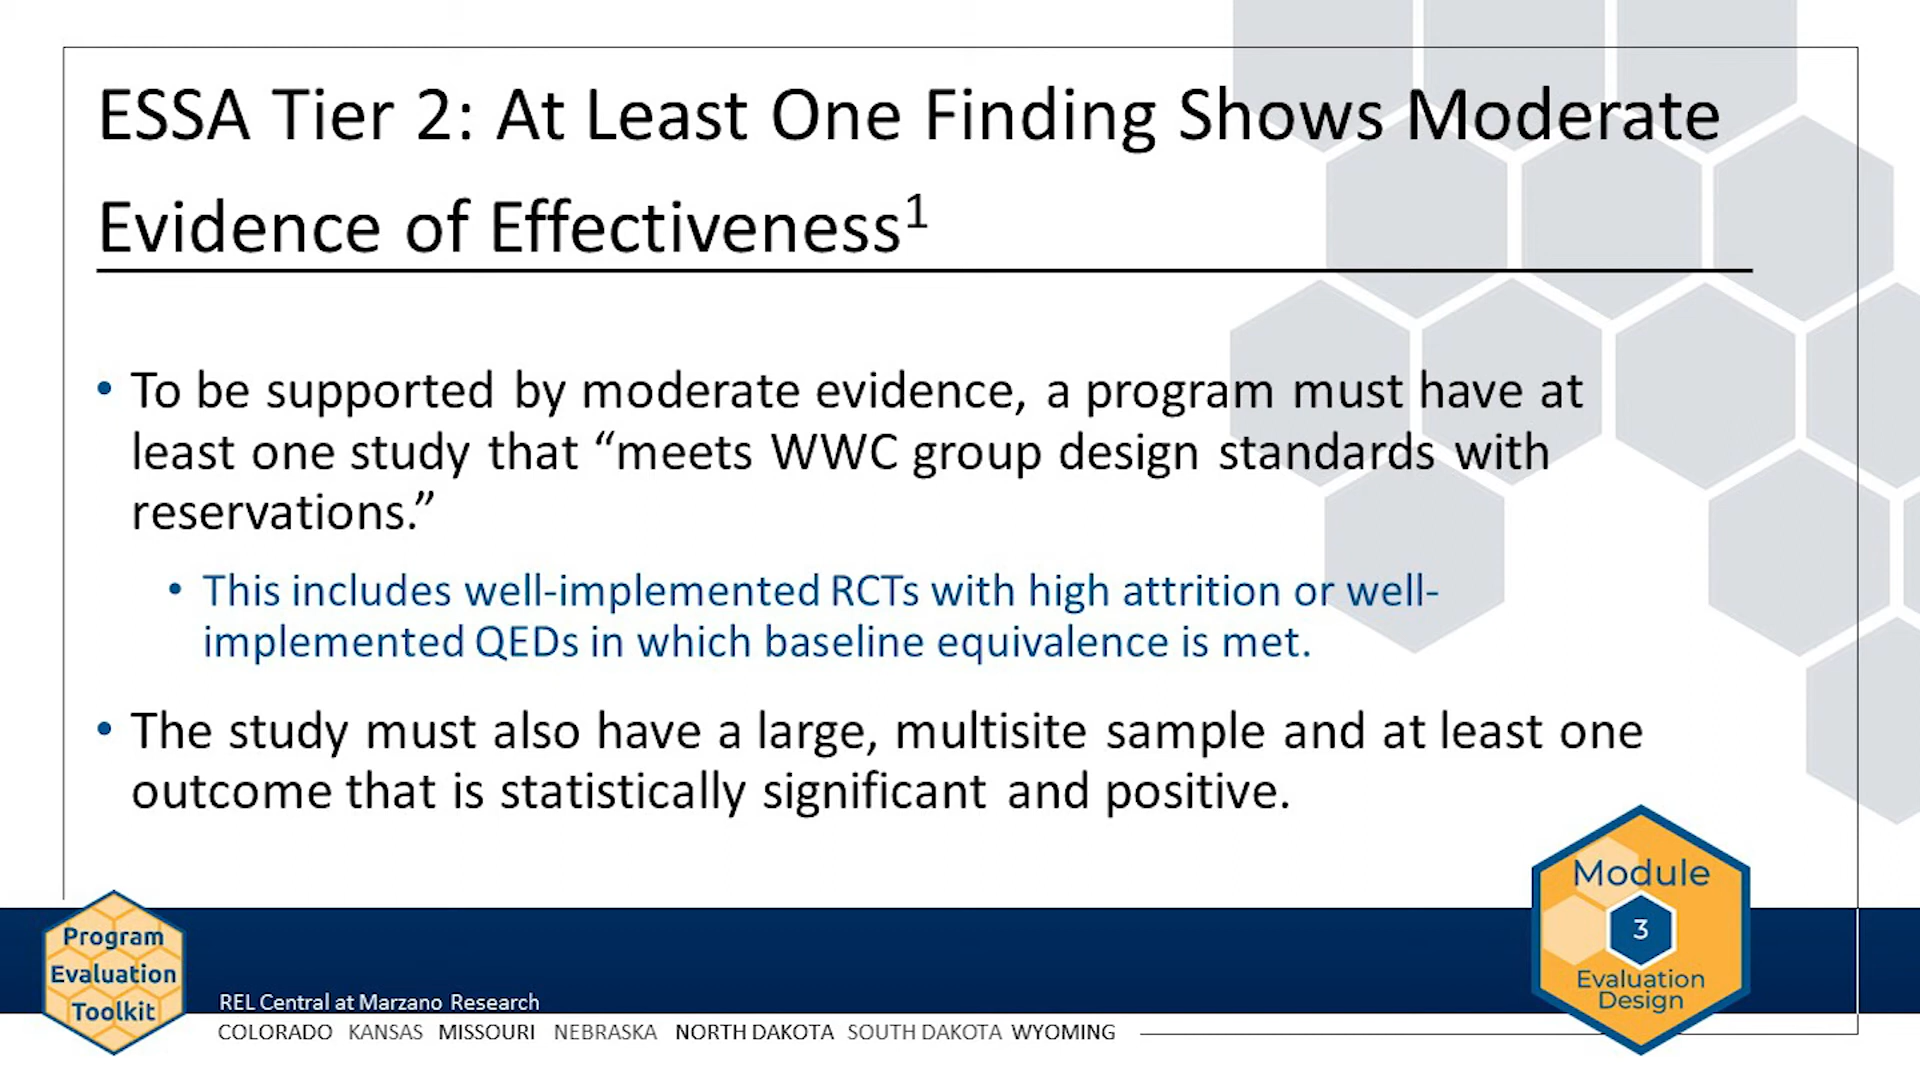 ESSA Tier 2: At Least One Finding Shows Moderate
Evidence of Effectiveness¹
• To be supported by moderate evidence, a program must have at
least one study that “meets WWC group design standards with
reservations.”
• This includes well-implemented RCTs with high attrition or well-
implemented QEDs in which baseline equivalence is met.
• The study must also have a large, multisite sample and at least one
outcome that is statistically significant and positive.
Program
Evaluation
Toolkit
REL Central at Marzano Research
COLORADO KANSAS MISSOURI NEBRASKA NORTH DAKOTA SOUTH DAKOTA WYOMING
Module
3
Evaluation
Design